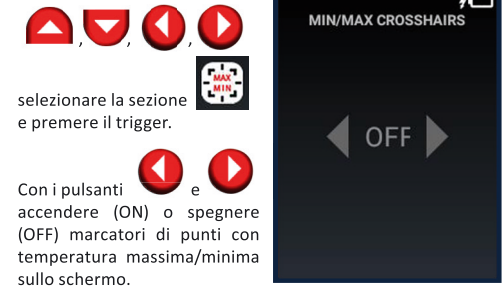 , , ,
selezionare la sezione
MAX
MIN
e premere il trigger.
Con i pulsanti e
accendere (ON) o spegnere
(OFF) marcatori di punti con
temperatura massima/minima
sullo schermo.
MIN/MAX CROSSHAIRS
OFF